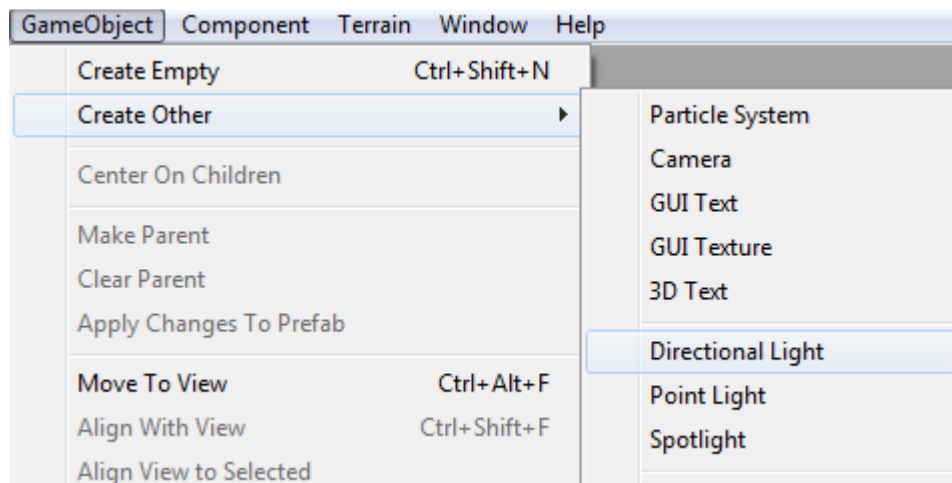 GameObject Component Terrain Window Help
Create Empty Ctrl+Shift+N
Create Other
Center On Children
Make Parent
Clear Parent
Apply Changes To Prefab
Move To View Ctrl+Alt+F
Align With View Ctrl+Shift+F
Align View to Selected
Particle System
Camera
GUI Text
GUI Texture
3D Text
Directional Light
Point Light
Spotlight